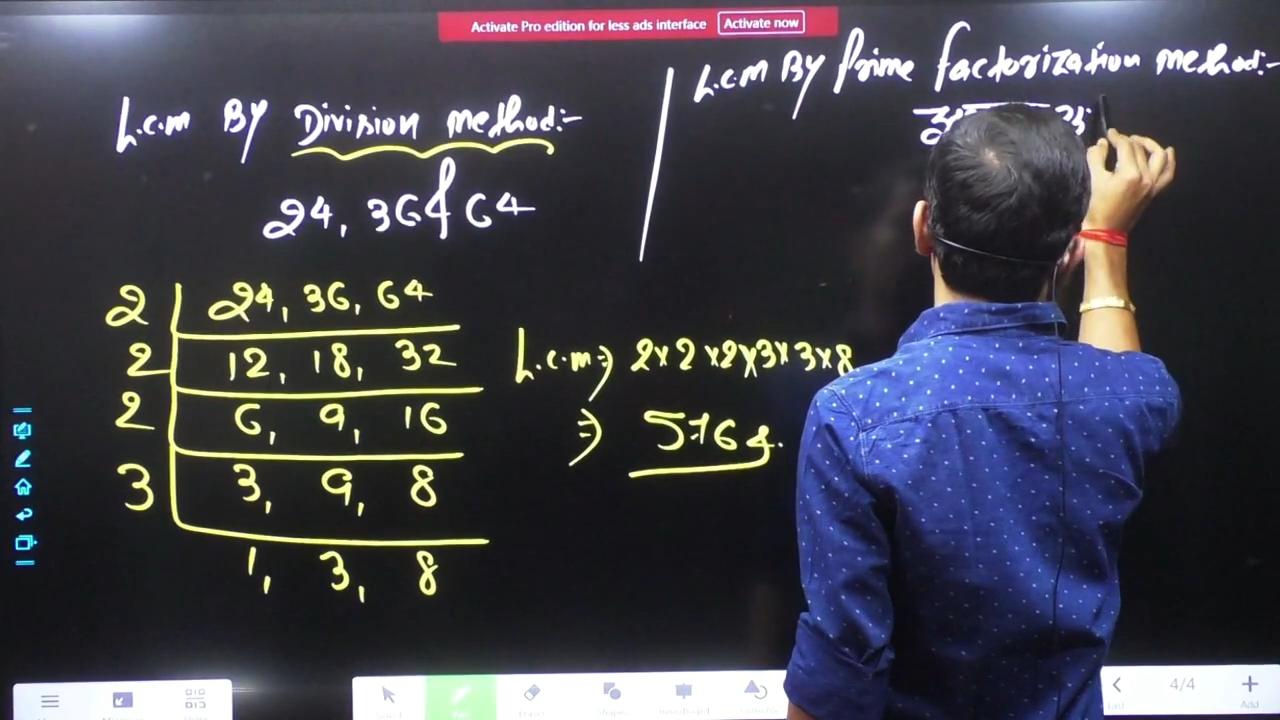 Activate Pro edition for less ads interface Activate now
L.c.m By Division method:-
24, 36 & 64
2 24, 36, 64
2 12, 18, 32
2 6, 9, 16
3 3, 9, 8
1, 3, 8
L.c.m ⇒ 2×2×2×3×3×8
⇒ 576
L.c.m By Prime factorization method:-
4/4
Last
Add